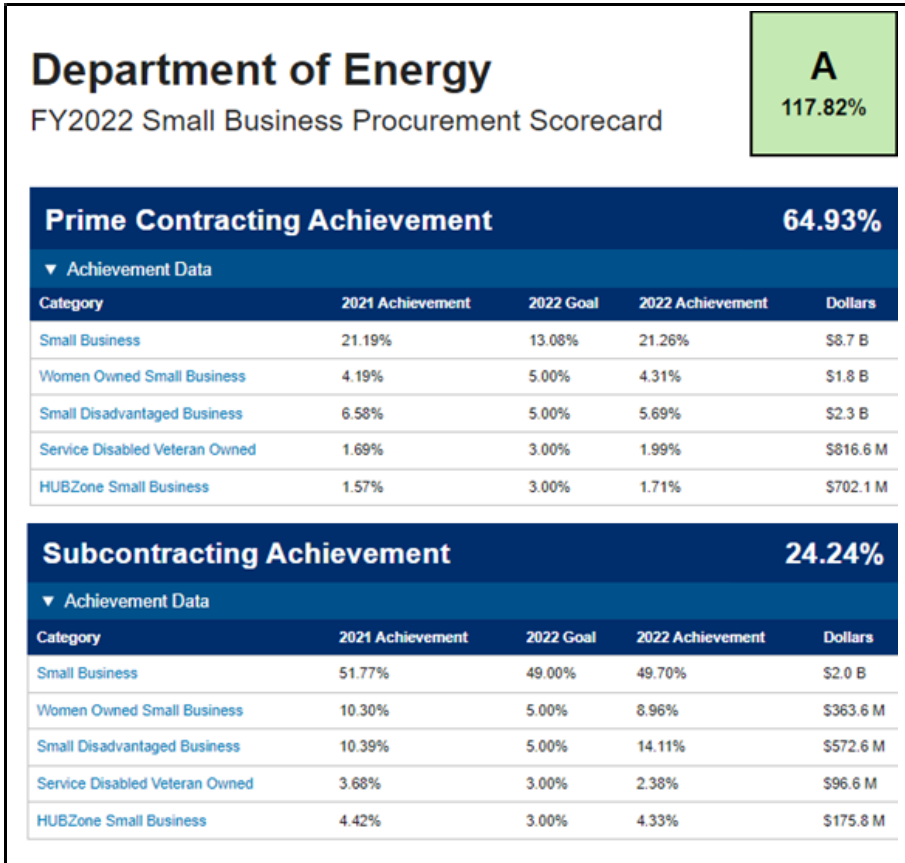 Department of Energy
FY2022 Small Business Procurement Scorecard
A
117.82%
Prime Contracting Achievement 64.93%
▼ Achievement Data
Category 2021 Achievement 2022 Goal 2022 Achievement Dollars
Small Business 21.19% 13.08% 21.26% $8.7 B
Women Owned Small Business 4.19% 5.00% 4.31% $1.8 B
Small Disadvantaged Business 6.58% 5.00% 5.69% $2.3 B
Service Disabled Veteran Owned 1.69% 3.00% 1.99% $816.6 M
HUBZone Small Business 1.57% 3.00% 1.71% $702.1 M
Subcontracting Achievement 24.24%
▼ Achievement Data
Category 2021 Achievement 2022 Goal 2022 Achievement Dollars
Small Business 51.77% 49.00% 49.70% $2.0 B
Women Owned Small Business 10.30% 5.00% 8.96% $363.6 M
Small Disadvantaged Business 10.39% 5.00% 14.11% $572.6 M
Service Disabled Veteran Owned 3.68% 3.00% 2.38% $96.6 M
HUBZone Small Business 4.42% 3.00% 4.33% $175.8 M